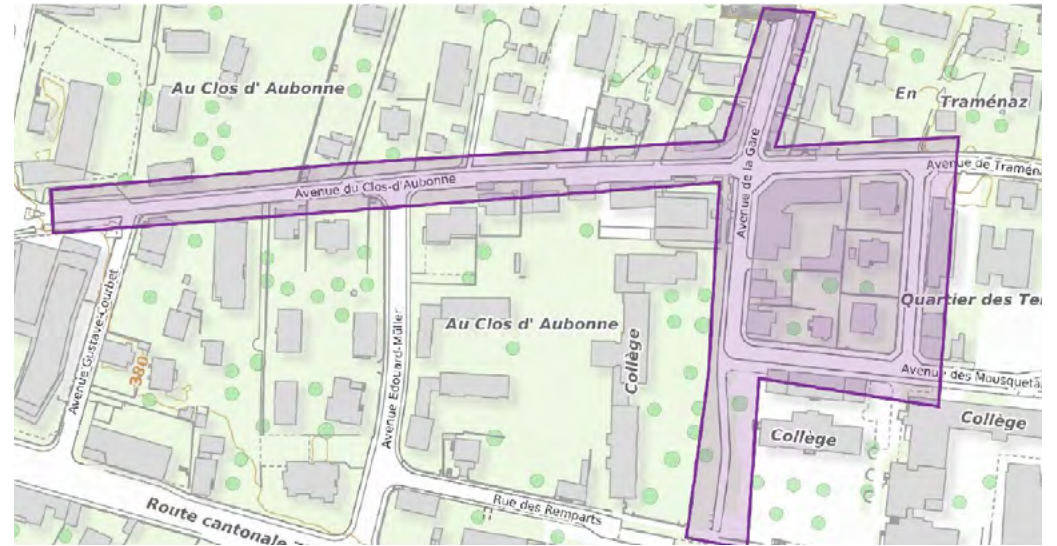 Au Clos d' Aubonne
En
Traménaz
Avenue du Clos-d'Aubonne
Avenue de la Gare
Avenue de Tramén
Avenue Gustave-Courbet
380
Avenue Edouard-Müller
Au Clos d' Aubonne
Collège
Quartier des Te
Avenue des Mousqueta
Collège
Collège
Rue des Remparts
Route cantonale